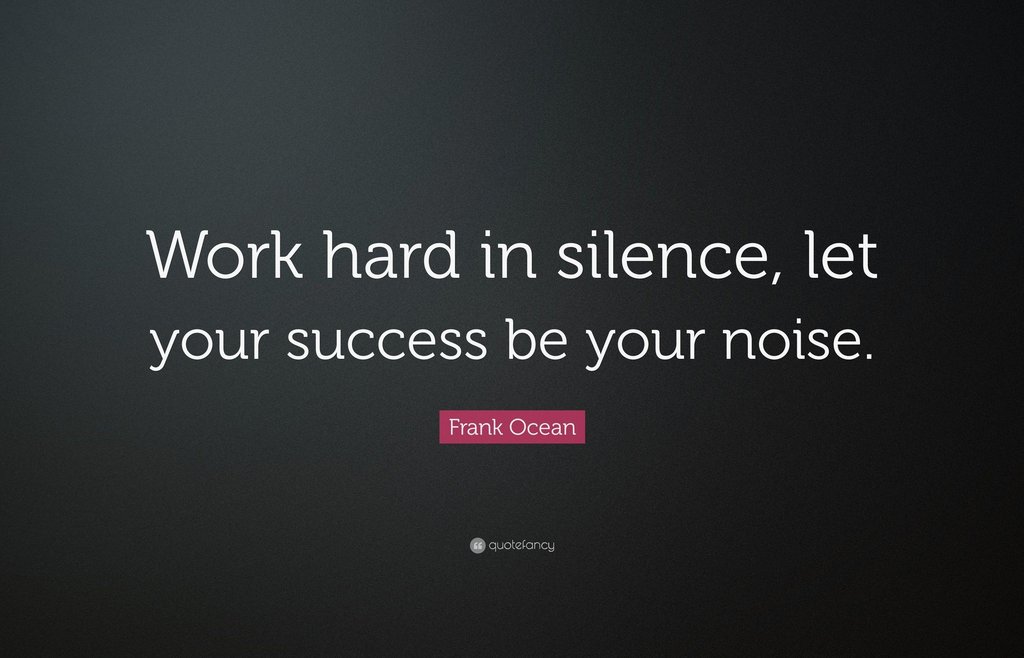 Work hard in silence, let
your success be your noise.
Frank Ocean
quotefancy